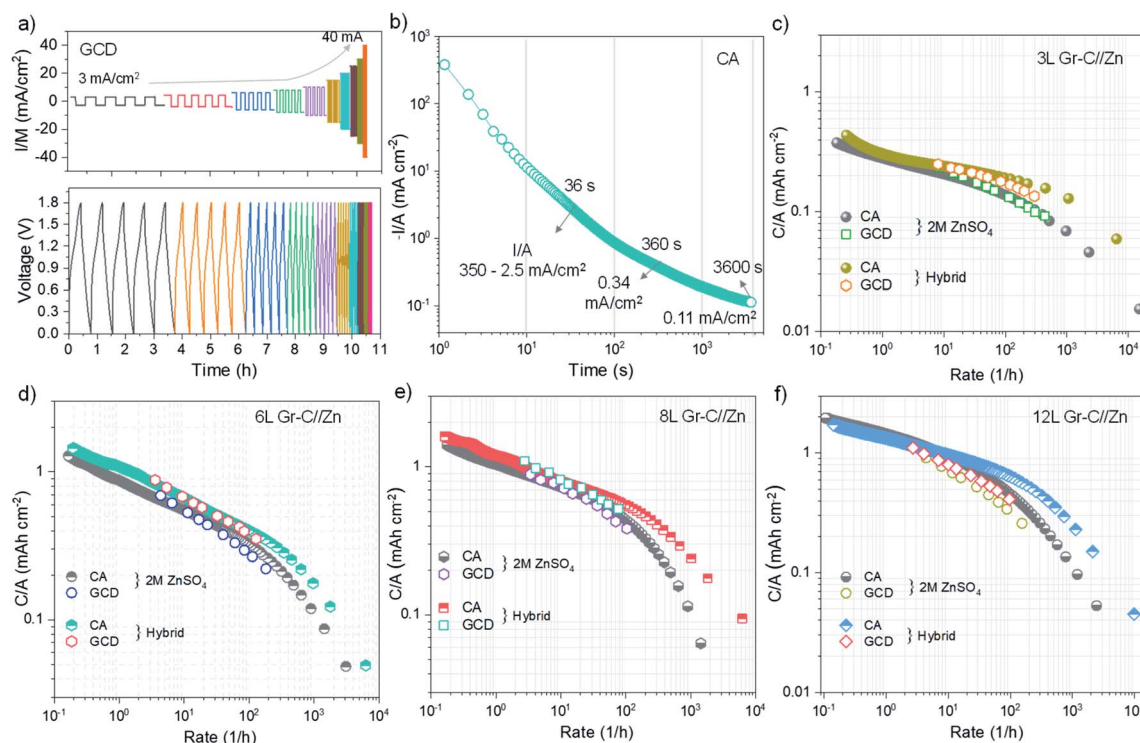 a)
GCD
40 mA
3 mA/cm²
I/M (mA/cm²)
40
20
0
-20
-40
Voltage (V)
1.8
1.5
1.2
0.9
0.6
0.3
0.0
0 1 2 3 4 5 6 7 8 9 10 11
Time (h)
b)
CA
-I/A (mA cm⁻²)
10³
10²
10¹
10⁰
10⁻¹
36 s
I/A
350 - 2.5 mA/cm²
360 s
0.34
mA/cm²
3600 s
0.11 mA/cm²
10⁰ 10¹ 10² 10³
Time (s)
c)
3L Gr-C//Zn
C/A (mAh cm⁻²)
1
0.1
0.01
CA
GCD
} 2M ZnSO₄
CA
GCD
} Hybrid
10⁻¹ 10⁰ 10¹ 10² 10³ 10⁴
Rate (1/h)
d)
6L Gr-C//Zn
C/A (mAh cm⁻²)
1
0.1
CA
GCD
} 2M ZnSO₄
CA
GCD
} Hybrid
10⁻¹ 10⁰ 10¹ 10² 10³ 10⁴
Rate (1/h)
e)
8L Gr-C//Zn
C/A (mAh cm⁻²)
1
0.1
CA
GCD
} 2M ZnSO₄
CA
GCD
} Hybrid
10⁻¹ 10⁰ 10¹ 10² 10³ 10⁴
Rate (1/h)
f)
12L Gr-C//Zn
C/A (mAh cm⁻²)
1
0.1
0.01
CA
GCD
} 2M ZnSO₄
CA
GCD
} Hybrid
10⁻¹ 10⁰ 10¹ 10² 10³ 10⁴
Rate (1/h)